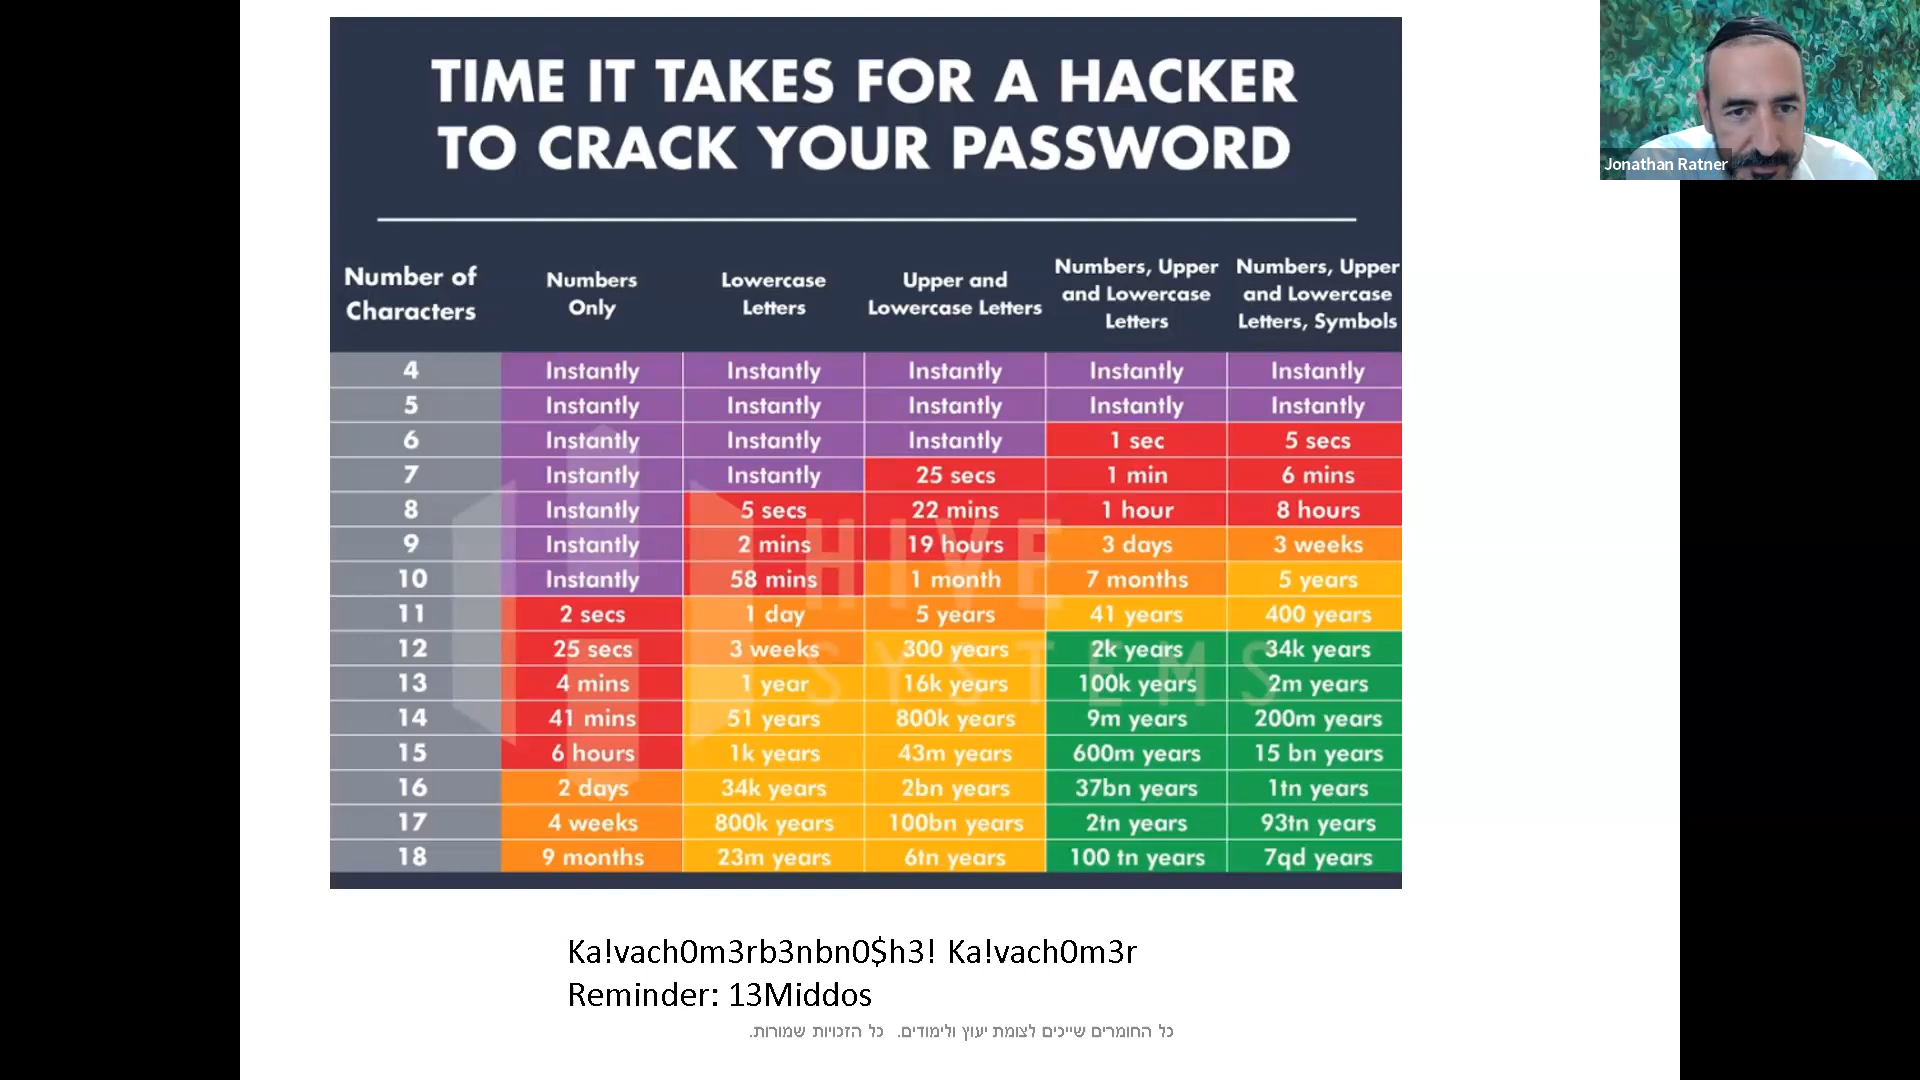 TIME IT TAKES FOR A HACKER
TO CRACK YOUR PASSWORD
Number of Characters | Numbers Only | Lowercase Letters | Upper and Lowercase Letters | Numbers, Upper and Lowercase Letters | Numbers, Upper and Lowercase Letters, Symbols
4 Instantly Instantly Instantly Instantly Instantly
5 Instantly Instantly Instantly Instantly Instantly
6 Instantly Instantly Instantly 1 sec 5 secs
7 Instantly Instantly 25 secs 1 min 6 mins
8 Instantly 5 secs 22 mins 1 hour 8 hours
9 Instantly 2 mins 19 hours 3 days 3 weeks
10 Instantly 58 mins 1 month 7 months 5 years
11 2 secs 1 day 5 years 41 years 400 years
12 25 secs 3 weeks 300 years 2k years 34k years
13 4 mins 1 year 16k years 100k years 2m years
14 41 mins 51 years 800k years 9m years 200m years
15 6 hours 1k years 43m years 600m years 15 bn years
16 2 days 34k years 2bn years 37bn years 1tn years
17 4 weeks 800k years 100bn years 2tn years 93tn years
18 9 months 23m years 6tn years 100 tn years 7qd years
HIVE
SYSTEMS
Ka!vach0m3rb3nbn0$h3! Ka!vach0m3r
Reminder: 13Middos
כל החומרים שייכים לצומת יעוץ ולימודים. כל הזכויות שמורות.
Jonathan Ratner